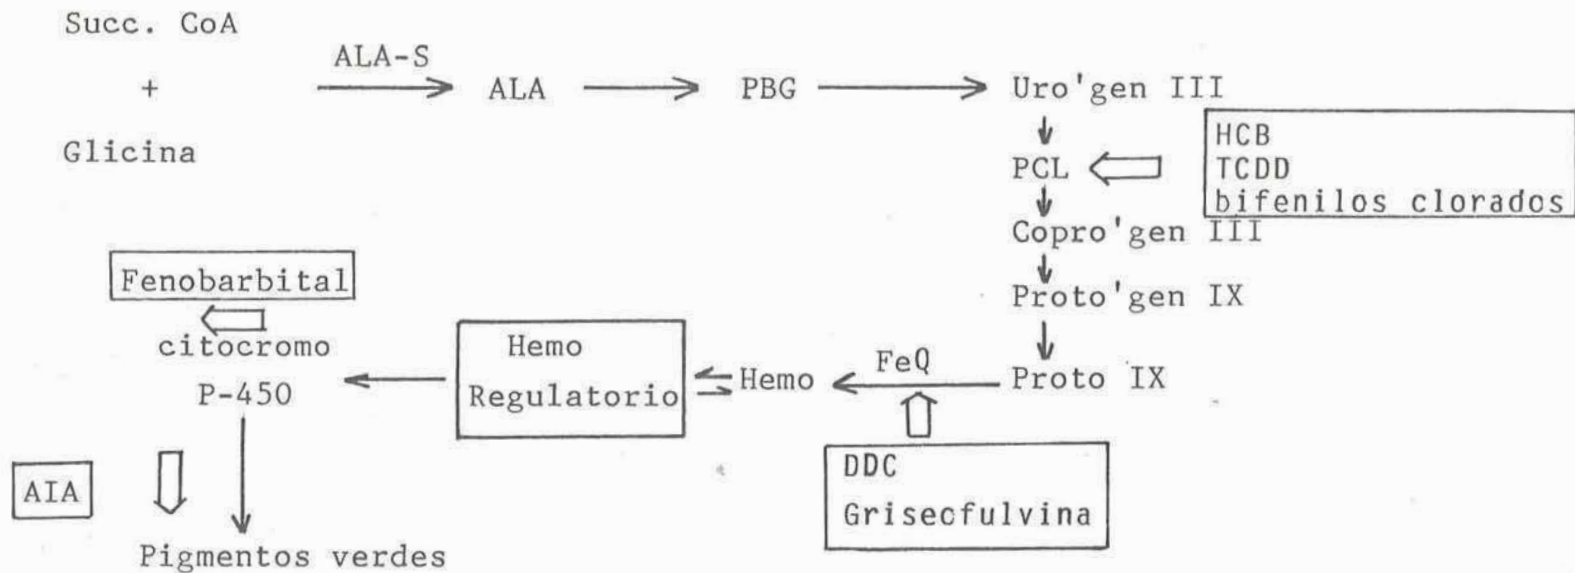 Succ. CoA
+
Glicina
ALA-S
ALA
PBG
Uro'gen III
HCB
TCDD
bifenilos clorados
PCL
Copro'gen III
Proto'gen IX
Proto IX
FeQ
DDC
Griseofulvina
Hemo
Hemo
Regulatorio
Fenobarbital
citocromo
P-450
AIA
Pigmentos verdes